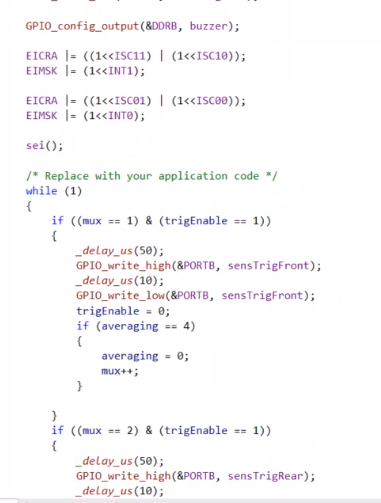 GPIO_config_output(&DDRB, buzzer);
EICRA |= ((1<<ISC11) | (1<<ISC10));
EIMSK |= (1<<INT1);
EICRA |= ((1<<ISC01) | (1<<ISC00));
EIMSK |= (1<<INT0);
sei();
/* Replace with your application code */
while (1)
{
if ((mux == 1) & (trigEnable == 1))
{
_delay_us(50);
GPIO_write_high(&PORTB, sensTrigFront);
_delay_us(10);
GPIO_write_low(&PORTB, sensTrigFront);
trigEnable = 0;
if (averaging == 4)
{
averaging = 0;
mux++;
}
}
if ((mux == 2) & (trigEnable == 1))
{
_delay_us(50);
GPIO_write_high(&PORTB, sensTrigRear);
_delay_us(10);